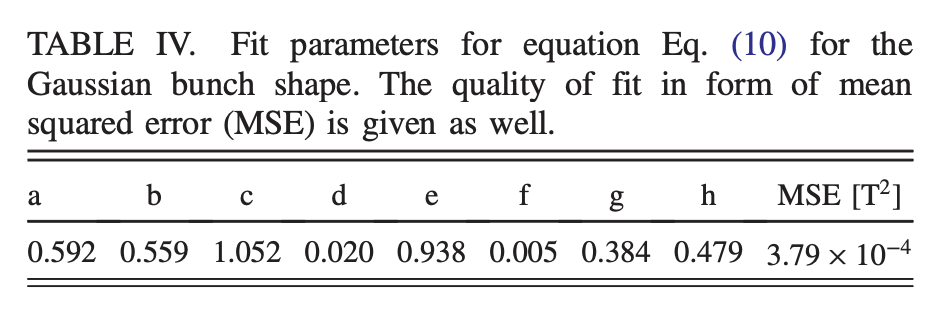 TABLE IV. Fit parameters for equation Eq. (10) for the
Gaussian bunch shape. The quality of fit in form of mean
squared error (MSE) is given as well.
a b c d e f g h MSE [T²]
0.592 0.559 1.052 0.020 0.938 0.005 0.384 0.479 3.79 × 10⁻⁴